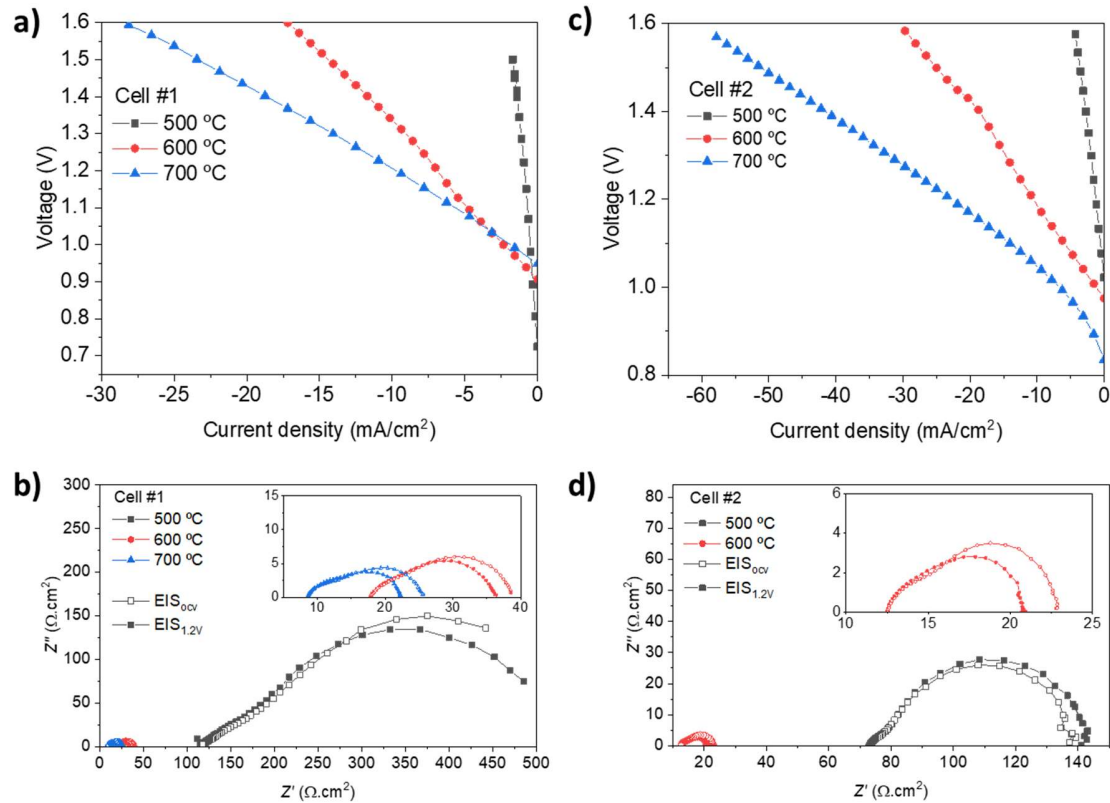 a)
1.6
1.5
1.4
1.3
1.2
1.1
1.0
0.9
0.8
0.7
Voltage (V)
Cell #1
500 ºC
600 ºC
700 ºC
-30
-25
-20
-15
-10
-5
0
Current density (mA/cm²)
c)
1.6
1.4
1.2
1.0
0.8
Voltage (V)
Cell #2
500 ºC
600 ºC
700 ºC
-60
-50
-40
-30
-20
-10
0
Current density (mA/cm²)
b)
300
250
200
150
100
50
0
Z'' (Ω.cm²)
Cell #1
500 ºC
600 ºC
700 ºC
EISocv
EIS1.2V
15
10
5
0
10
20
30
40
0
50
100
150
200
250
300
350
400
450
500
Z' (Ω.cm²)
d)
80
70
60
50
40
30
20
10
0
Z'' (Ω.cm²)
Cell #2
500 ºC
600 ºC
EISocv
EIS1.2V
6
4
2
0
10
15
20
25
20
40
60
80
100
120
140
Z' (Ω.cm²)